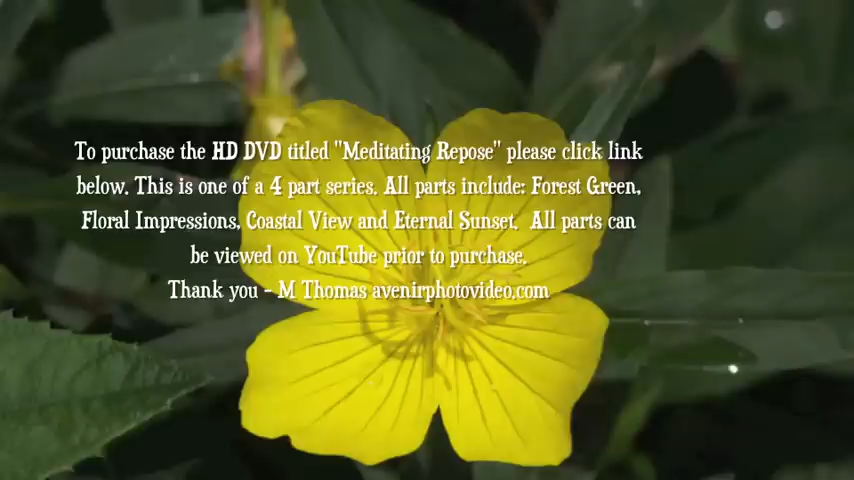 To purchase the HD DVD titled "Meditating Repose" please click link
below. This is one of a 4 part series. All parts include: Forest Green,
Floral Impressions, Coastal View and Eternal Sunset.  All parts can
be viewed on YouTube prior to purchase.
Thank you - M Thomas avenirphotovideo.com